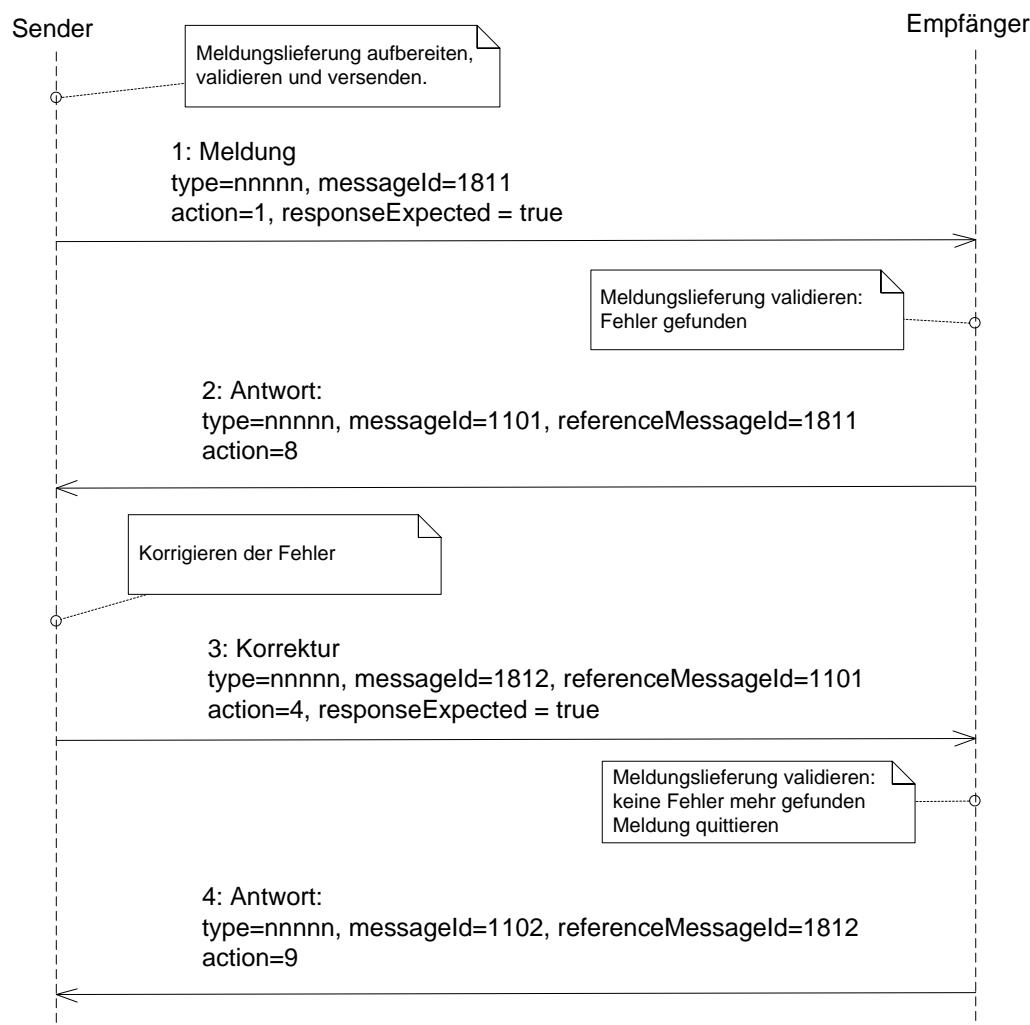 Sender
Empfänger
Meldungslieferung aufbereiten,
validieren und versenden.
1: Meldung
type=nnnnn, messageId=1811
action=1, responseExpected = true
Meldungslieferung validieren:
Fehler gefunden
2: Antwort:
type=nnnnn, messageId=1101, referenceMessageId=1811
action=8
Korrigieren der Fehler
3: Korrektur
type=nnnnn, messageId=1812, referenceMessageId=1101
action=4, responseExpected = true
Meldungslieferung validieren:
keine Fehler mehr gefunden
Meldung quittieren
4: Antwort:
type=nnnnn, messageId=1102, referenceMessageId=1812
action=9